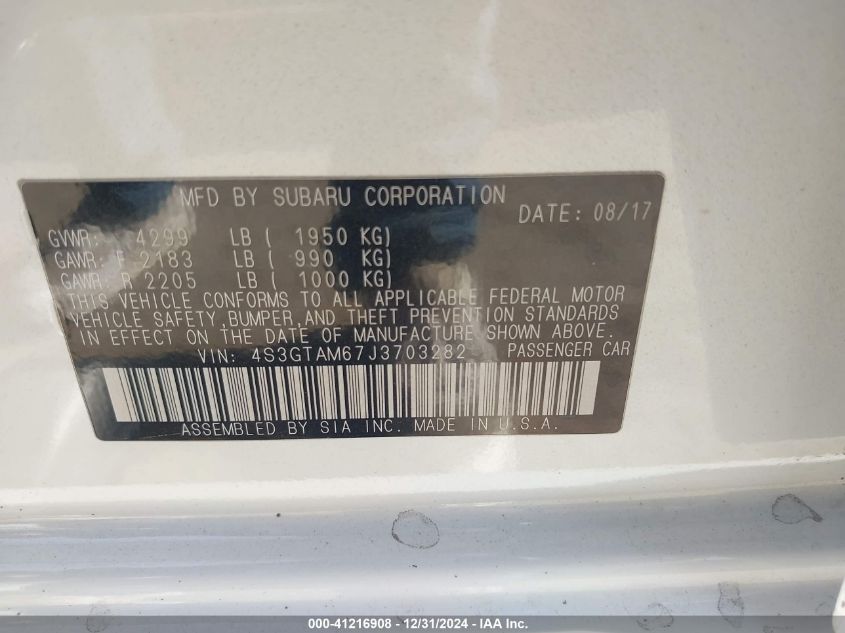 MFD BY SUBARU CORPORATION
DATE: 08/17
GVWR: 4299 LB ( 1950 KG)
GAWR: F 2183 LB ( 990 KG)
GAWR: R 2205 LB ( 1000 KG)
THIS VEHICLE CONFORMS TO ALL APPLICABLE FEDERAL MOTOR
VEHICLE SAFETY, BUMPER, AND THEFT PREVENTION STANDARDS
IN EFFECT ON THE DATE OF MANUFACTURE SHOWN ABOVE.
VIN: 4S3GTAM67J3703282 PASSENGER CAR
ASSEMBLED BY SIA INC. MADE IN U.S.A.
000-41216908 - 12/31/2024 - IAA Inc.